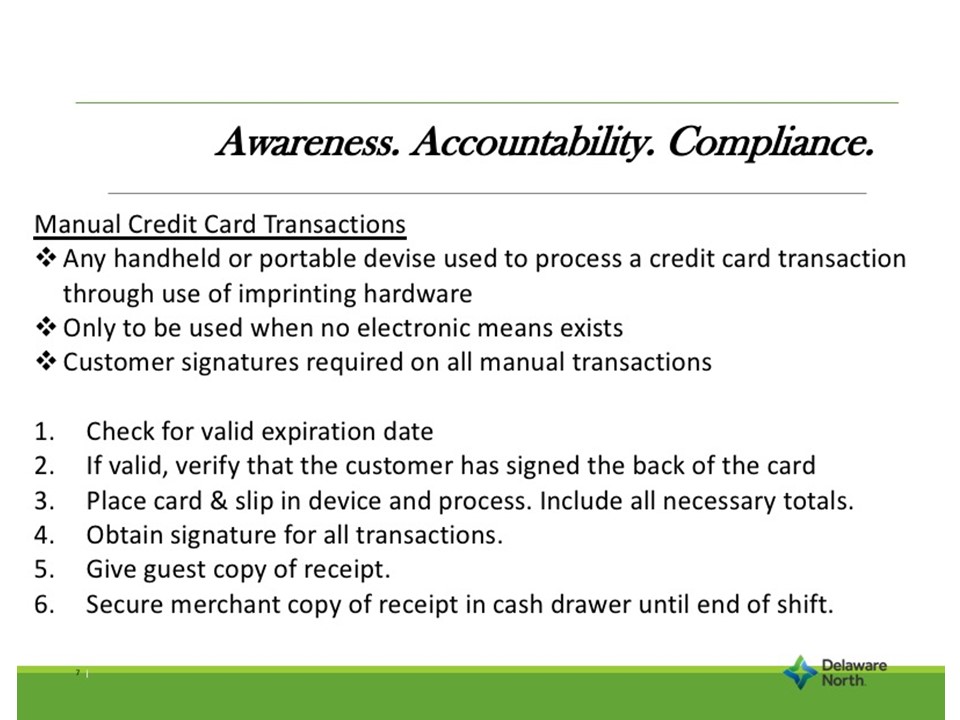 Awareness. Accountability. Compliance.
Manual Credit Card Transactions
❖ Any handheld or portable devise used to process a credit card transaction
through use of imprinting hardware
❖ Only to be used when no electronic means exists
❖ Customer signatures required on all manual transactions
1. Check for valid expiration date
2. If valid, verify that the customer has signed the back of the card
3. Place card & slip in device and process. Include all necessary totals.
4. Obtain signature for all transactions.
5. Give guest copy of receipt.
6. Secure merchant copy of receipt in cash drawer until end of shift.
7 |
Delaware
North